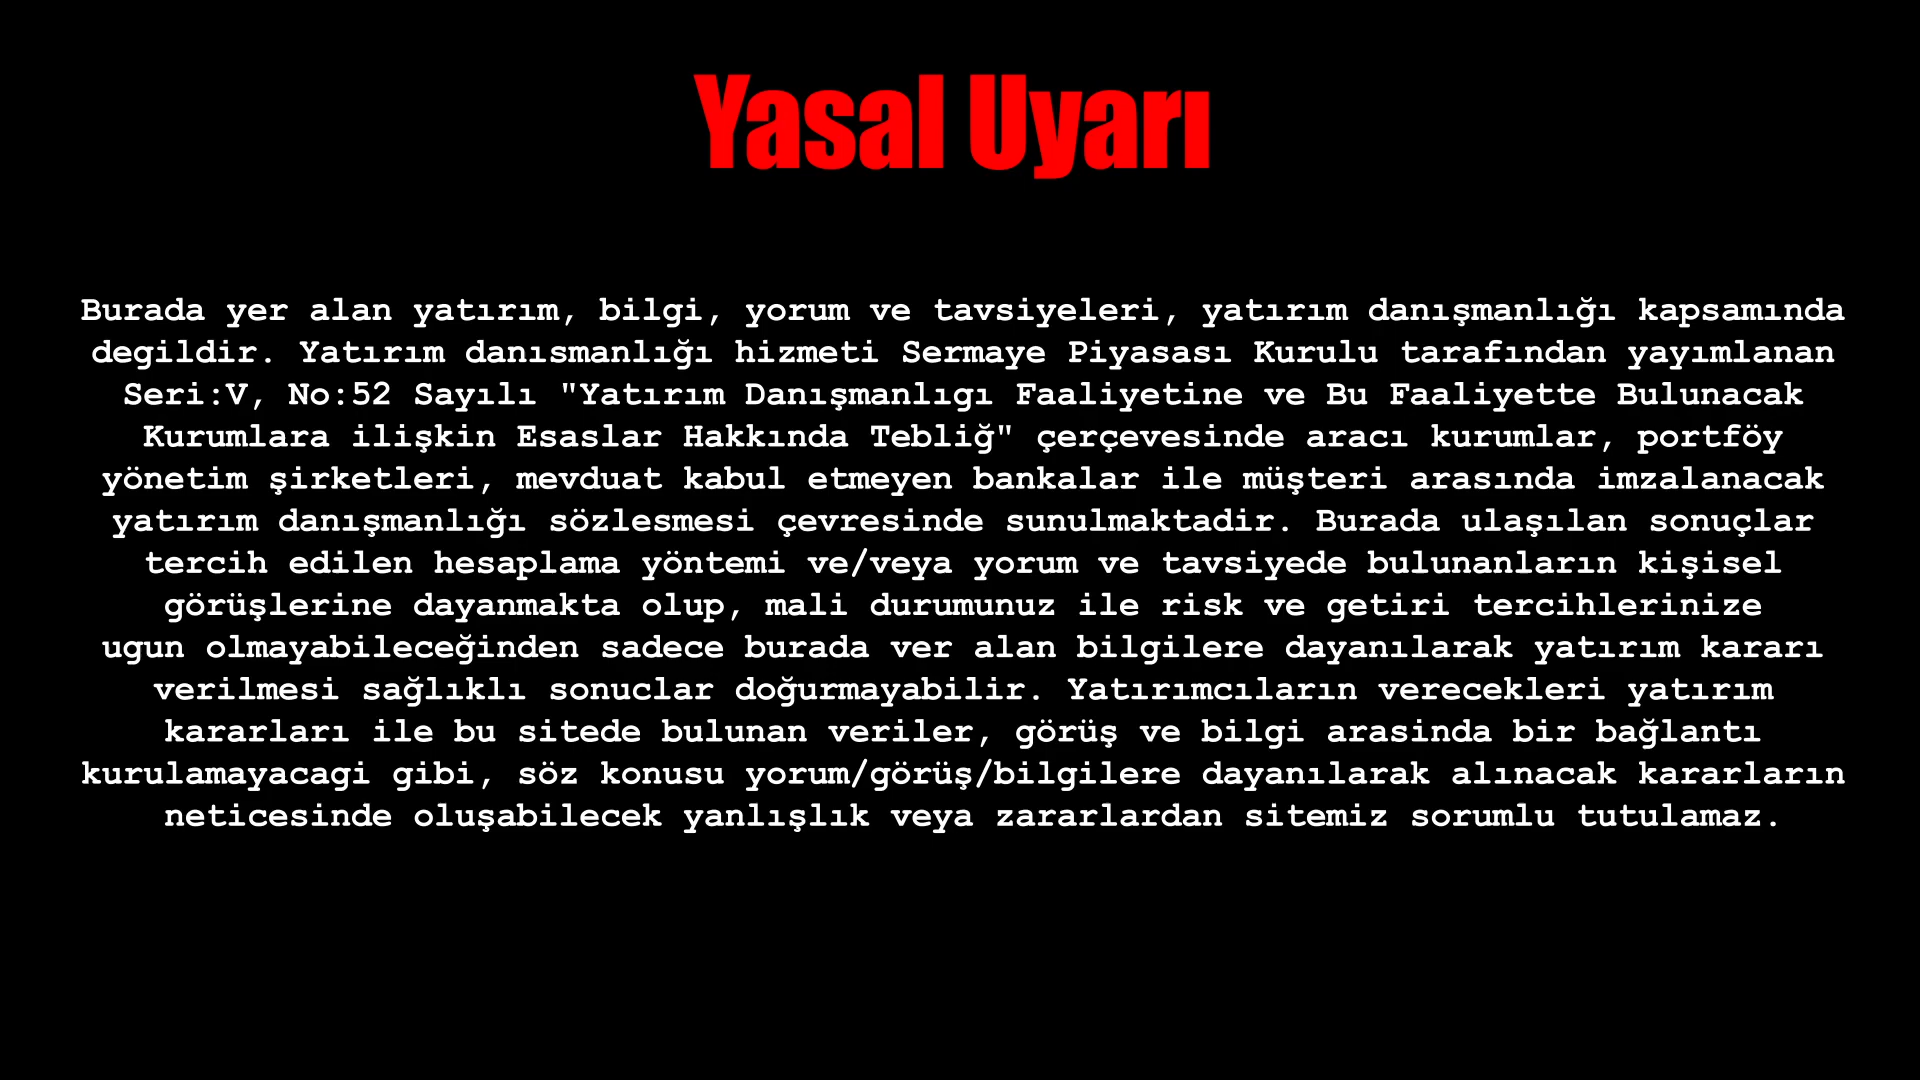 Yasal Uyarı
Burada yer alan yatırım, bilgi, yorum ve tavsiyeleri, yatırım danışmanlığı kapsamında
degildir. Yatırım danısmanlığı hizmeti Sermaye Piyasası Kurulu tarafından yayımlanan
Seri:V, No:52 Sayılı "Yatırım Danışmanlıgı Faaliyetine ve Bu Faaliyette Bulunacak
Kurumlara ilişkin Esaslar Hakkında Tebliğ" çerçevesinde aracı kurumlar, portföy
yönetim şirketleri, mevduat kabul etmeyen bankalar ile müşteri arasında imzalanacak
yatırım danışmanlığı sözlesmesi çevresinde sunulmaktadir. Burada ulaşılan sonuçlar
tercih edilen hesaplama yöntemi ve/veya yorum ve tavsiyede bulunanların kişisel
görüşlerine dayanmakta olup, mali durumunuz ile risk ve getiri tercihlerinize
ugun olmayabileceğinden sadece burada ver alan bilgilere dayanılarak yatırım kararı
verilmesi sağlıklı sonuclar doğurmayabilir. Yatırımcıların verecekleri yatırım
kararları ile bu sitede bulunan veriler, görüş ve bilgi arasinda bir bağlantı
kurulamayacagi gibi, söz konusu yorum/görüş/bilgilere dayanılarak alınacak kararların
neticesinde oluşabilecek yanlışlık veya zararlardan sitemiz sorumlu tutulamaz.